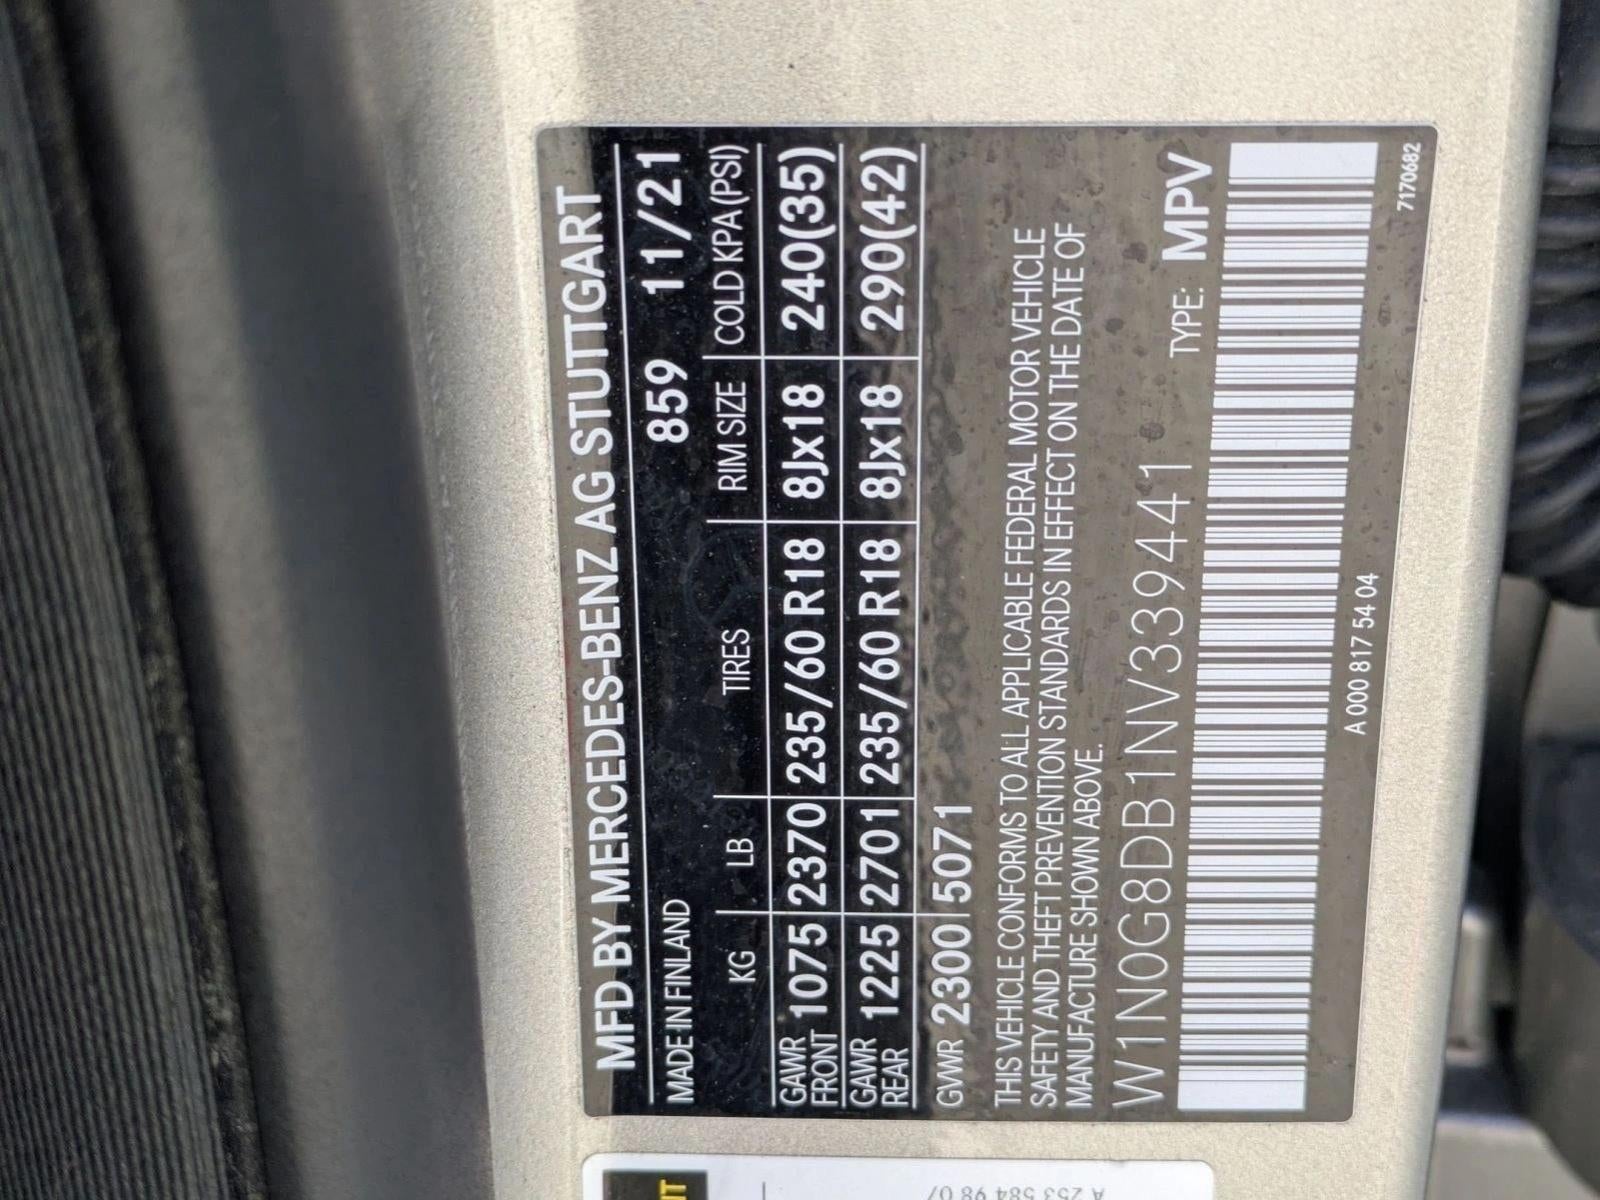 MFD BY MERCEDES-BENZ AG STUTTGART
MADE IN FINLAND 859 11/21
KG LB TIRES RIM SIZE COLD KPA (PSI)
GAWR FRONT 1075 2370 235/60 R18 8Jx18 240(35)
GAWR REAR 1225 2701 235/60 R18 8Jx18 290(42)
GVWR 2300 5071
THIS VEHICLE CONFORMS TO ALL APPLICABLE FEDERAL MOTOR VEHICLE
SAFETY AND THEFT PREVENTION STANDARDS IN EFFECT ON THE DATE OF
MANUFACTURE SHOWN ABOVE.
W1N0G8DB1NV339441 TYPE: MPV
A 000 817 54 04 7170682
A 253 584 98 07